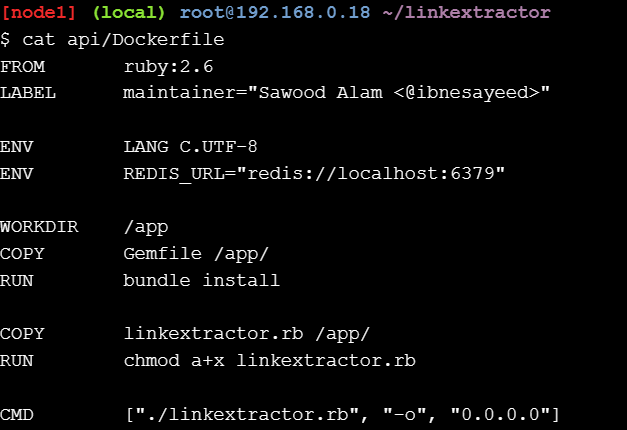 [node1] (local) root@192.168.0.18 ~/linkextractor
$ cat api/Dockerfile
FROM ruby:2.6
LABEL maintainer="Sawood Alam <@ibnesayeed>"
ENV LANG C.UTF-8
ENV REDIS_URL="redis://localhost:6379"
WORKDIR /app
COPY Gemfile /app/
RUN bundle install
COPY linkextractor.rb /app/
RUN chmod a+x linkextractor.rb
CMD ["./linkextractor.rb", "-o", "0.0.0.0"]